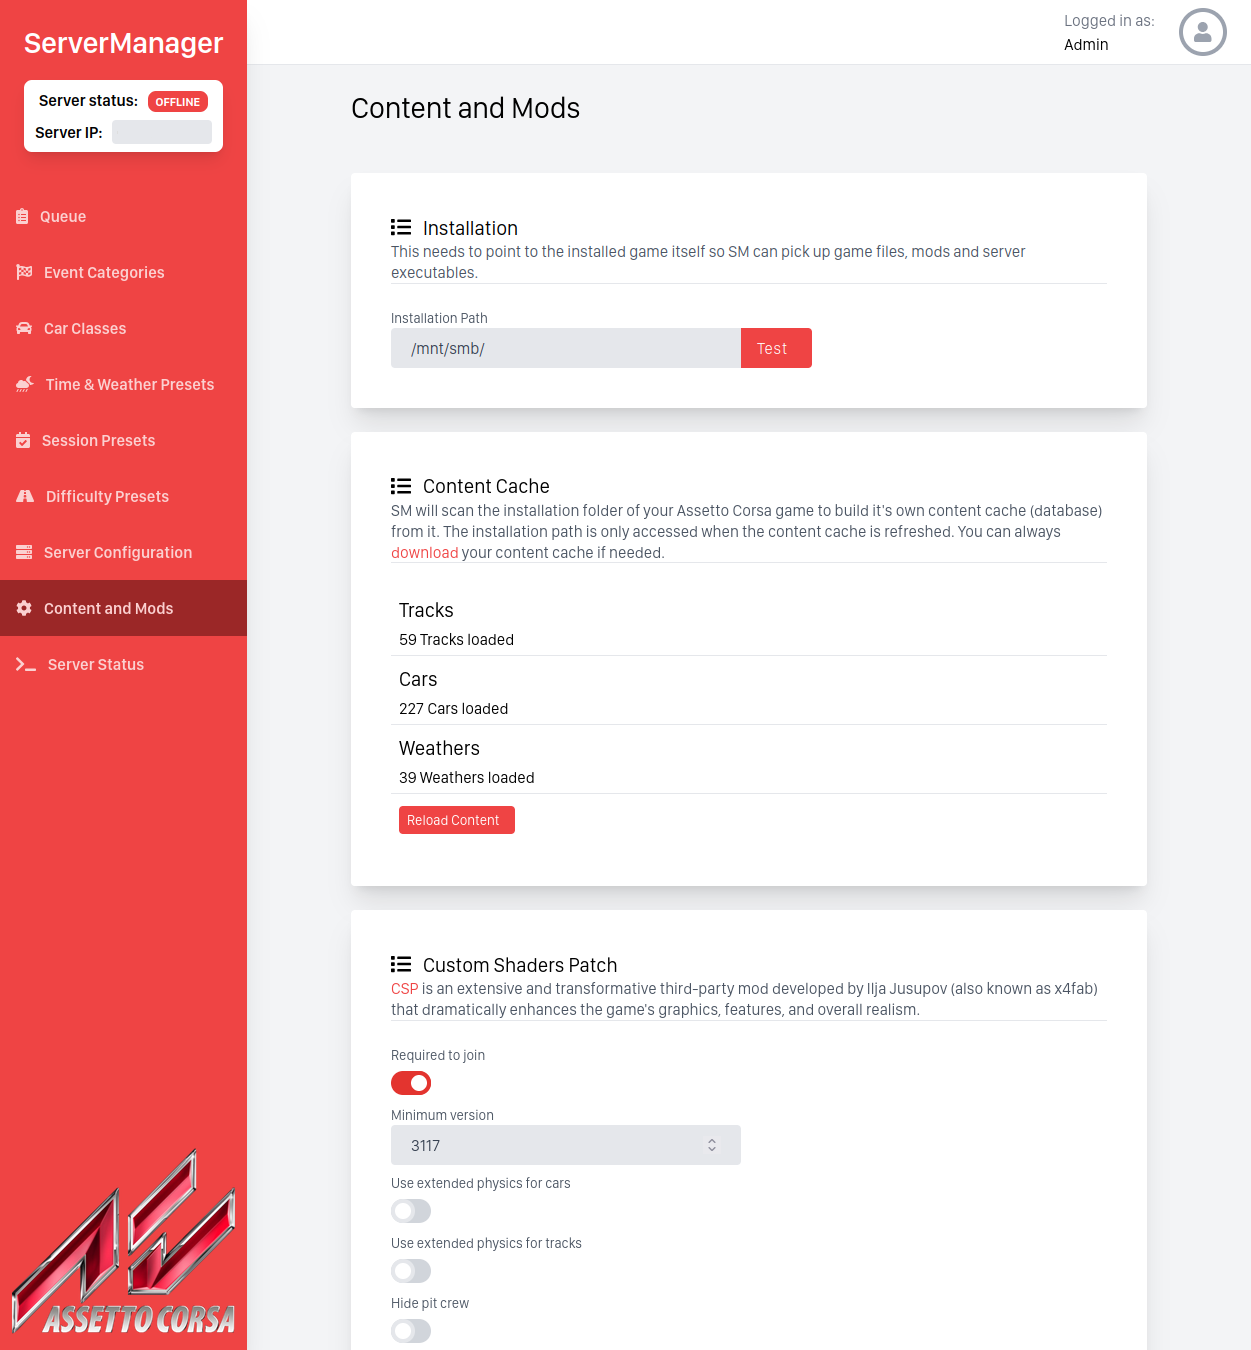 ServerManager
Server status: OFFLINE
Server IP:
Queue
Event Categories
Car Classes
Time & Weather Presets
Session Presets
Difficulty Presets
Server Configuration
Content and Mods
Server Status
ASSETTO CORSA
Logged in as:
Admin
Content and Mods
Installation
This needs to point to the installed game itself so SM can pick up game files, mods and server
executables.
Installation Path
/mnt/smb/
Test
Content Cache
SM will scan the installation folder of your Assetto Corsa game to build it's own content cache (database)
from it. The installation path is only accessed when the content cache is refreshed. You can always
download your content cache if needed.
Tracks
59 Tracks loaded
Cars
227 Cars loaded
Weathers
39 Weathers loaded
Reload Content
Custom Shaders Patch
CSP is an extensive and transformative third-party mod developed by Ilja Jusupov (also known as x4fab)
that dramatically enhances the game's graphics, features, and overall realism.
Required to join
Minimum version
3117
Use extended physics for cars
Use extended physics for tracks
Hide pit crew